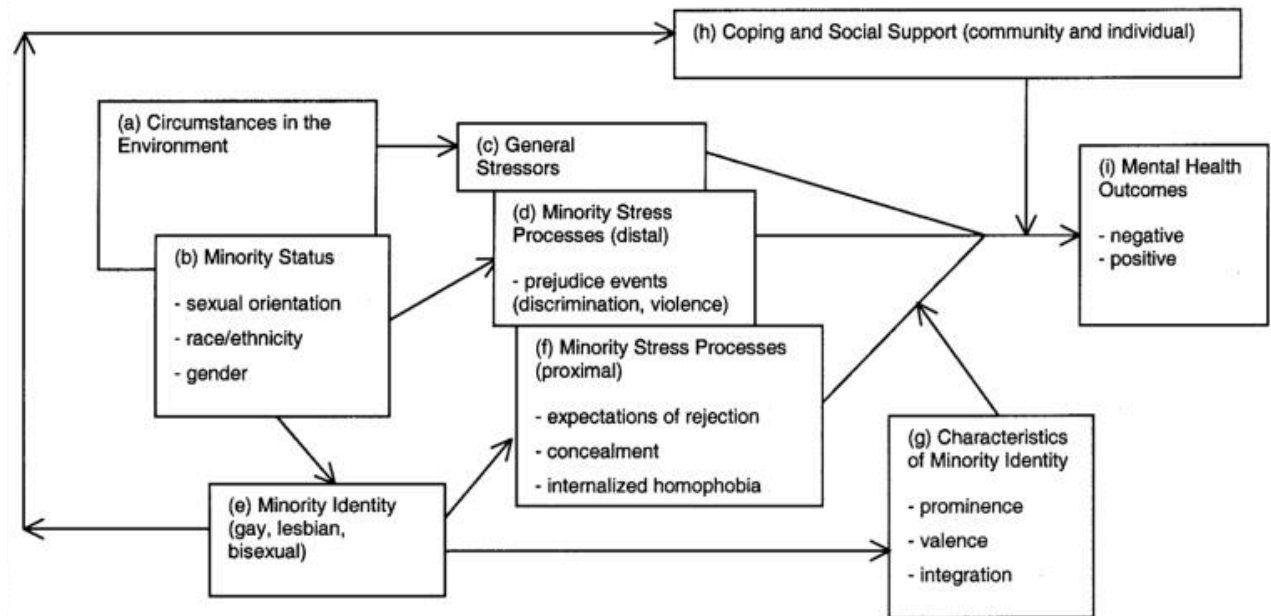 (h) Coping and Social Support (community and individual)
(a) Circumstances in the
Environment
(c) General
Stressors
(i) Mental Health
Outcomes
- negative
- positive
(d) Minority Stress
Processes (distal)
- prejudice events
(discrimination, violence)
(b) Minority Status
- sexual orientation
- race/ethnicity
- gender
(f) Minority Stress Processes
(proximal)
- expectations of rejection
- concealment
- internalized homophobia
(g) Characteristics
of Minority Identity
- prominence
- valence
- integration
(e) Minority Identity
(gay, lesbian,
bisexual)